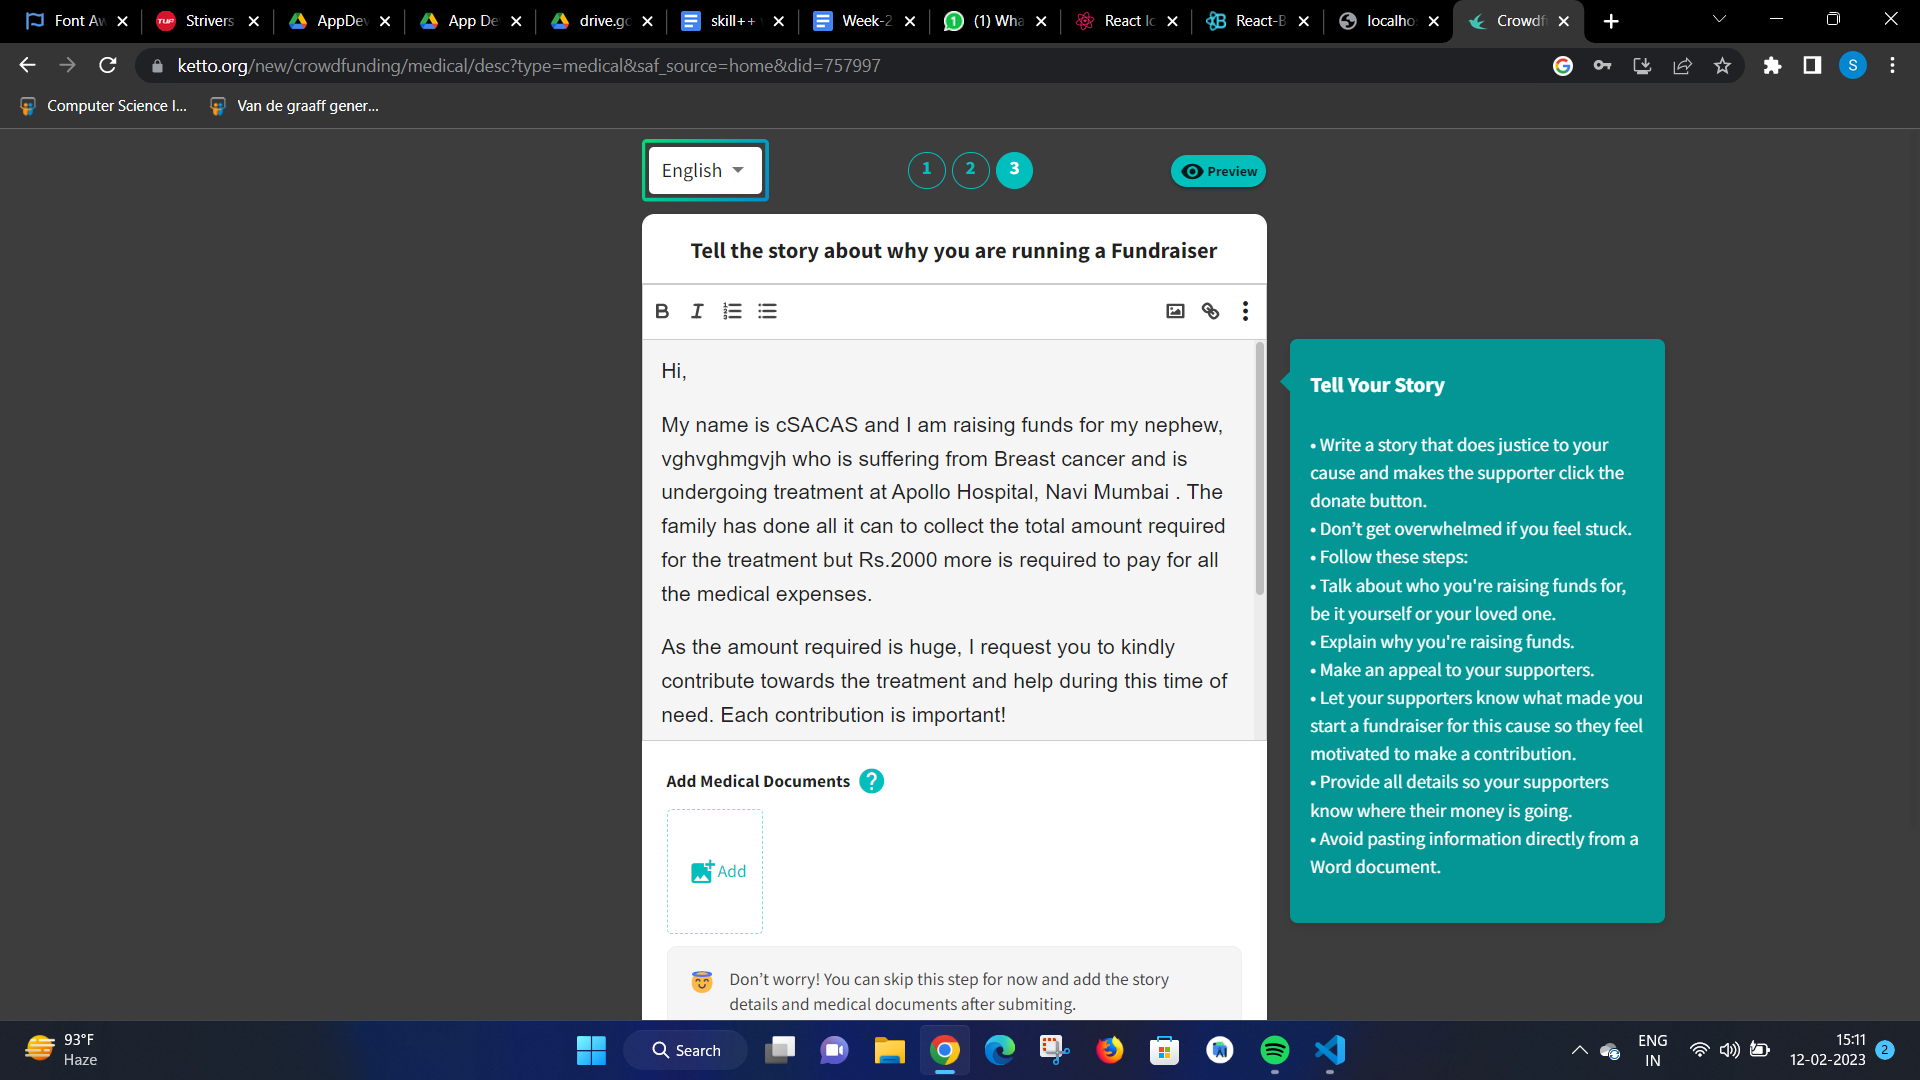 Font Aw
Strivers
AppDev
App De
drive.go
skill++
Week-2
(1) Wha
React Ic
React-B
localho
Crowdf
ketto.org/new/crowdfunding/medical/desc?type=medical&saf_source=home&did=757997
S
Computer Science I...
Van de graaff gener...
English
1
2
3
Preview
Tell the story about why you are running a Fundraiser
Hi,
My name is cSACAS and I am raising funds for my nephew,
vghvghmgvjh who is suffering from Breast cancer and is
undergoing treatment at Apollo Hospital, Navi Mumbai . The
family has done all it can to collect the total amount required
for the treatment but Rs.2000 more is required to pay for all
the medical expenses.
As the amount required is huge, I request you to kindly
contribute towards the treatment and help during this time of
need. Each contribution is important!
Add Medical Documents ?
Add
Don’t worry! You can skip this step for now and add the story
details and medical documents after submiting.
Tell Your Story
• Write a story that does justice to your
cause and makes the supporter click the
donate button.
• Don’t get overwhelmed if you feel stuck.
• Follow these steps:
• Talk about who you're raising funds for,
be it yourself or your loved one.
• Explain why you're raising funds.
• Make an appeal to your supporters.
• Let your supporters know what made you
start a fundraiser for this cause so they feel
motivated to make a contribution.
• Provide all details so your supporters
know where their money is going.
• Avoid pasting information directly from a
Word document.
93°F
Haze
Search
ENG
IN
15:11
12-02-2023
2